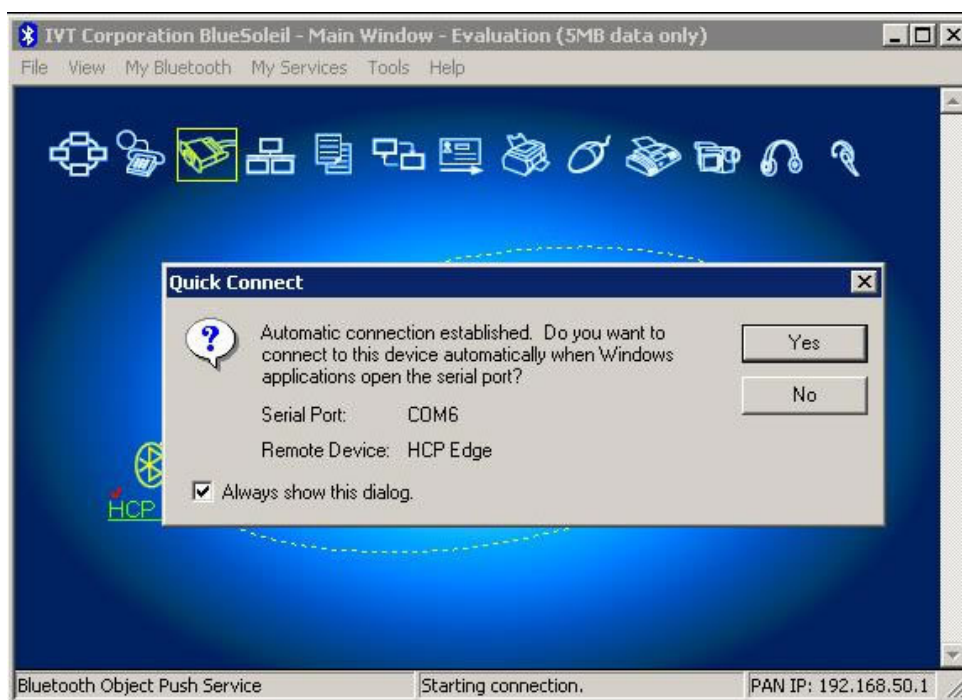 IVT Corporation BlueSoleil - Main Window - Evaluation (5MB data only)
File View My Bluetooth My Services Tools Help
Quick Connect
Automatic connection established. Do you want to
connect to this device automatically when Windows
applications open the serial port?
Yes
No
Serial Port: COM6
Remote Device: HCP Edge
Always show this dialog.
HCP
Bluetooth Object Push Service Starting connection. PAN IP: 192.168.50.1